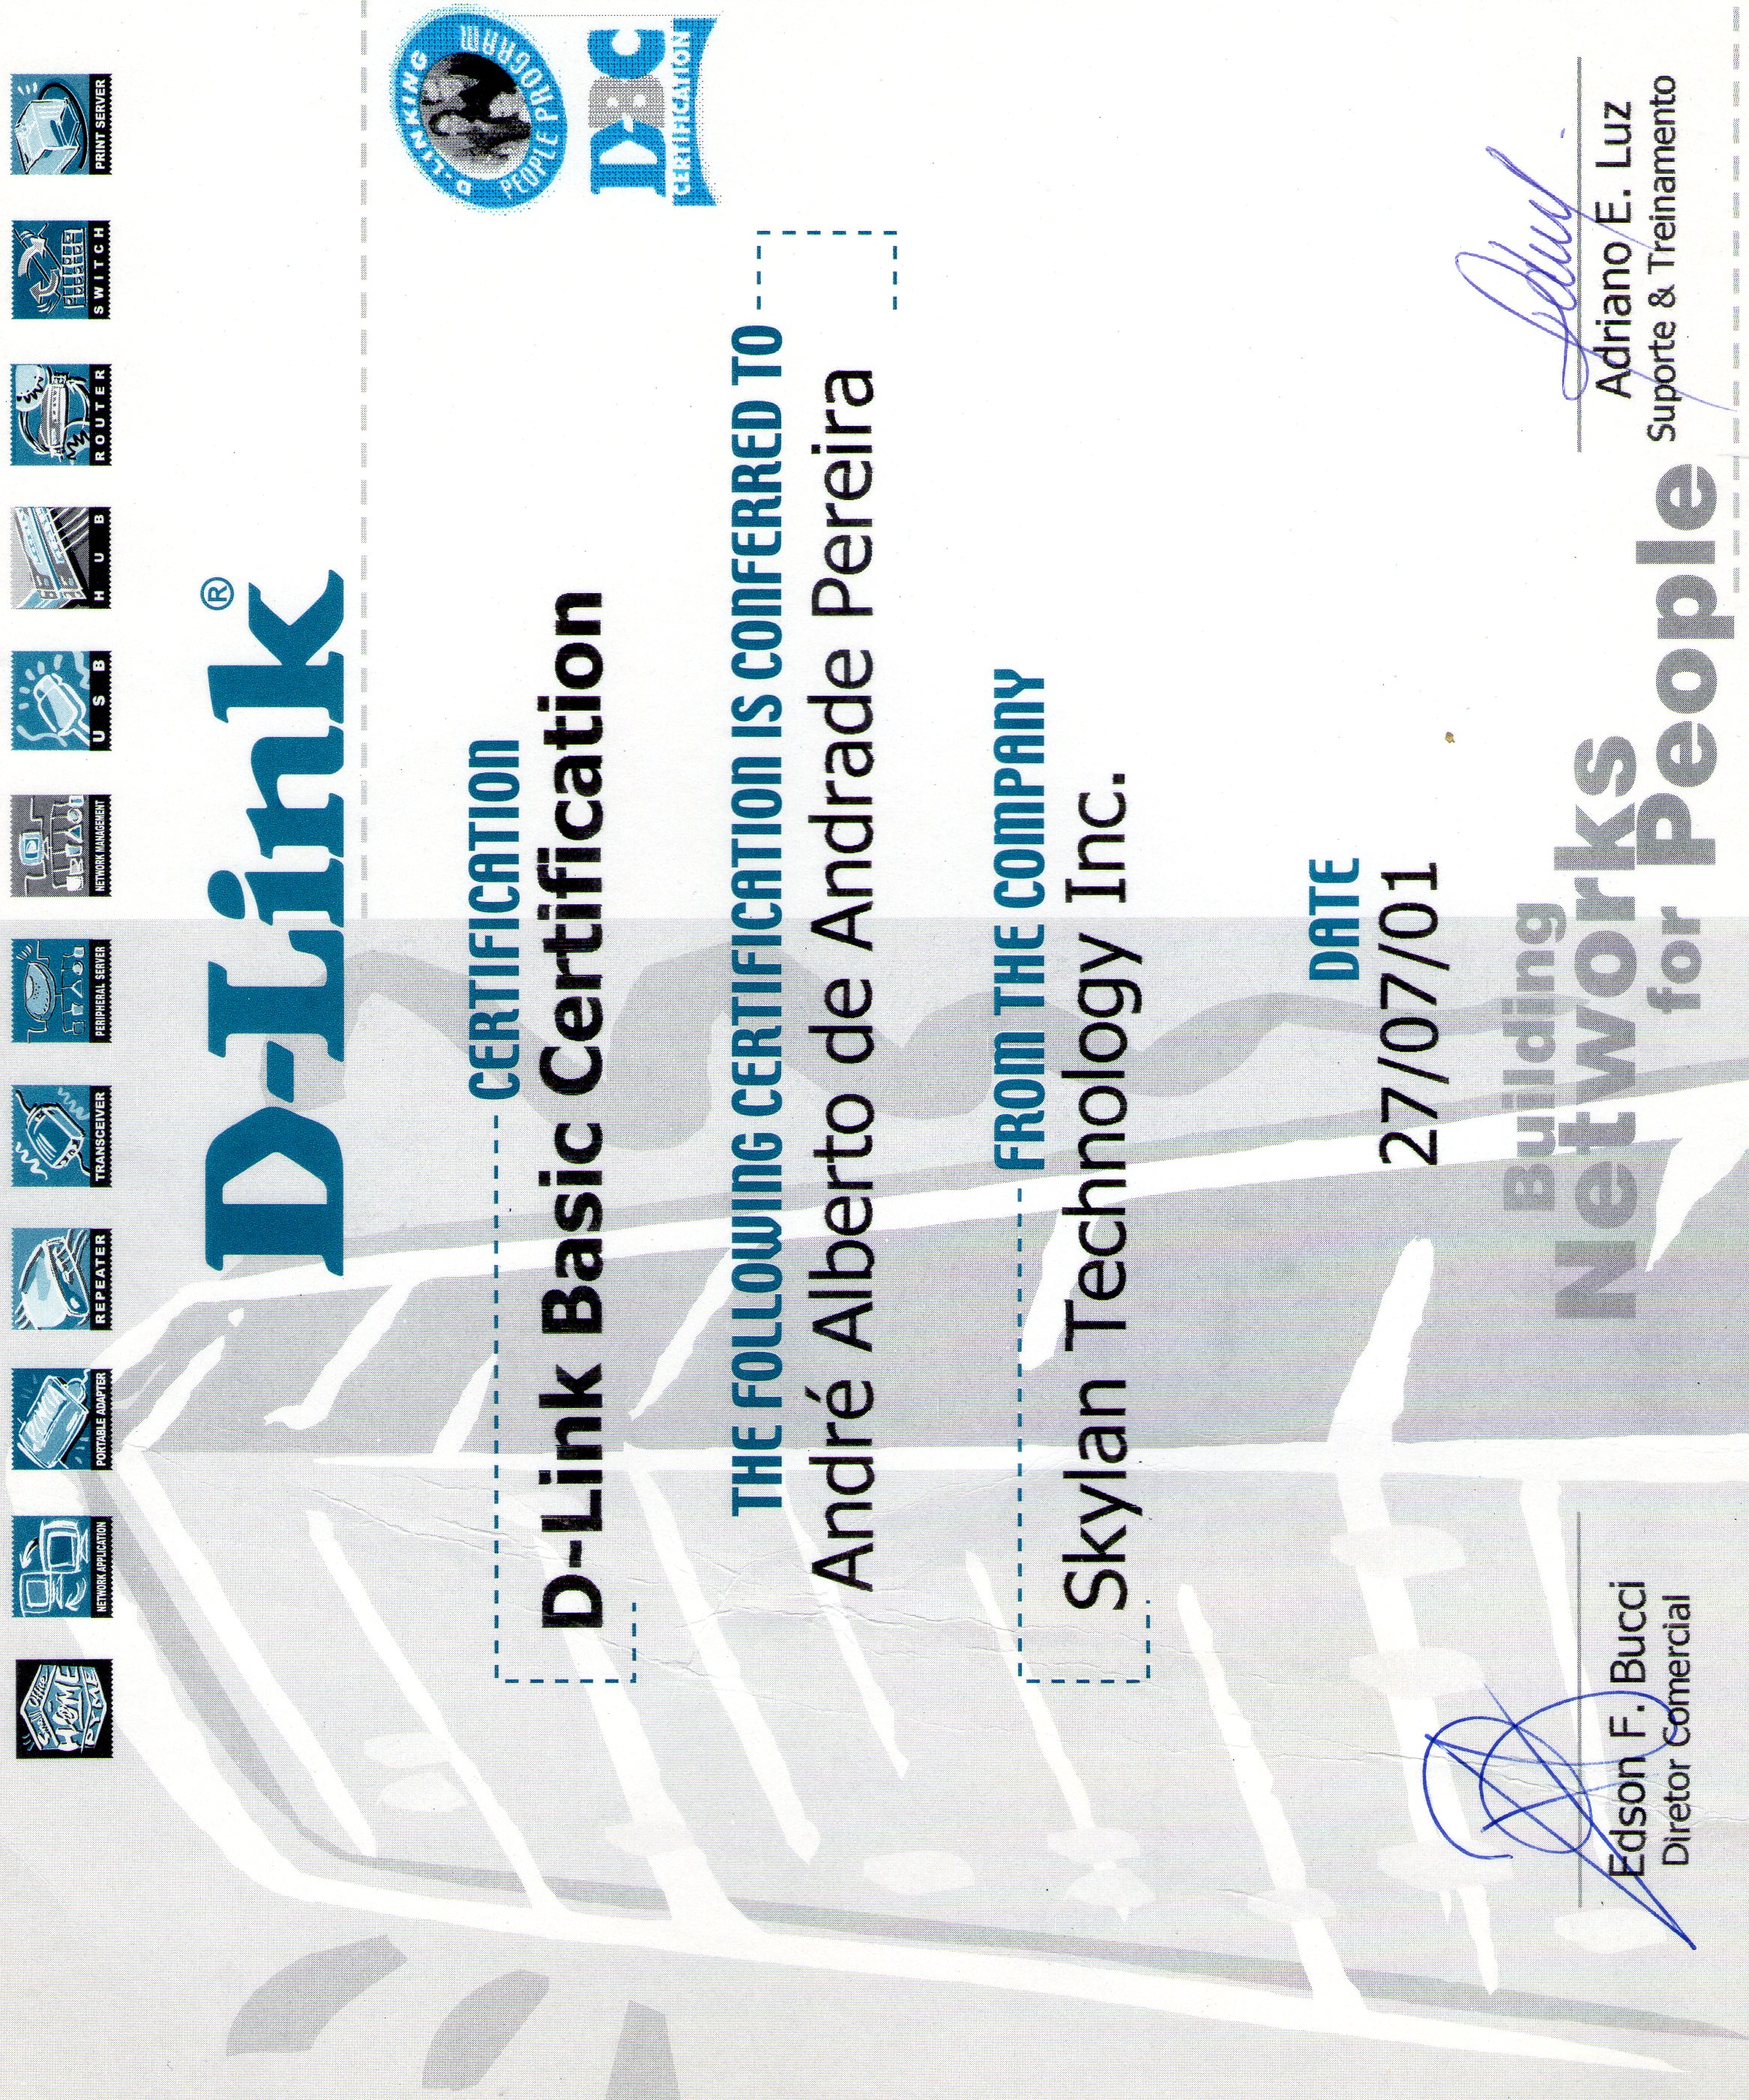 Small Office
HOME
PYME
NETWORK APPLICATION
PORTABLE ADAPTER
REPEATER
TRANSCEIVER
PERIPHERAL SERVER
NETWORK MANAGEMENT
USB
HUB
ROUTER
SWITCH
PRINT SERVER
D-Link®
D-LINKING
PEOPLE PROGRAM
DBC
CERTIFICATION
CERTIFICATION
D-Link Basic Certification
THE FOLLOWING CERTIFICATION IS CONFERRED TO
André Alberto de Andrade Pereira
FROM THE COMPANY
Skylan Technology Inc.
DATE
27/07/01
Building
Networks
for People
Edson F. Bucci
Diretor Comercial
Adriano E. Luz
Suporte & Treinamento